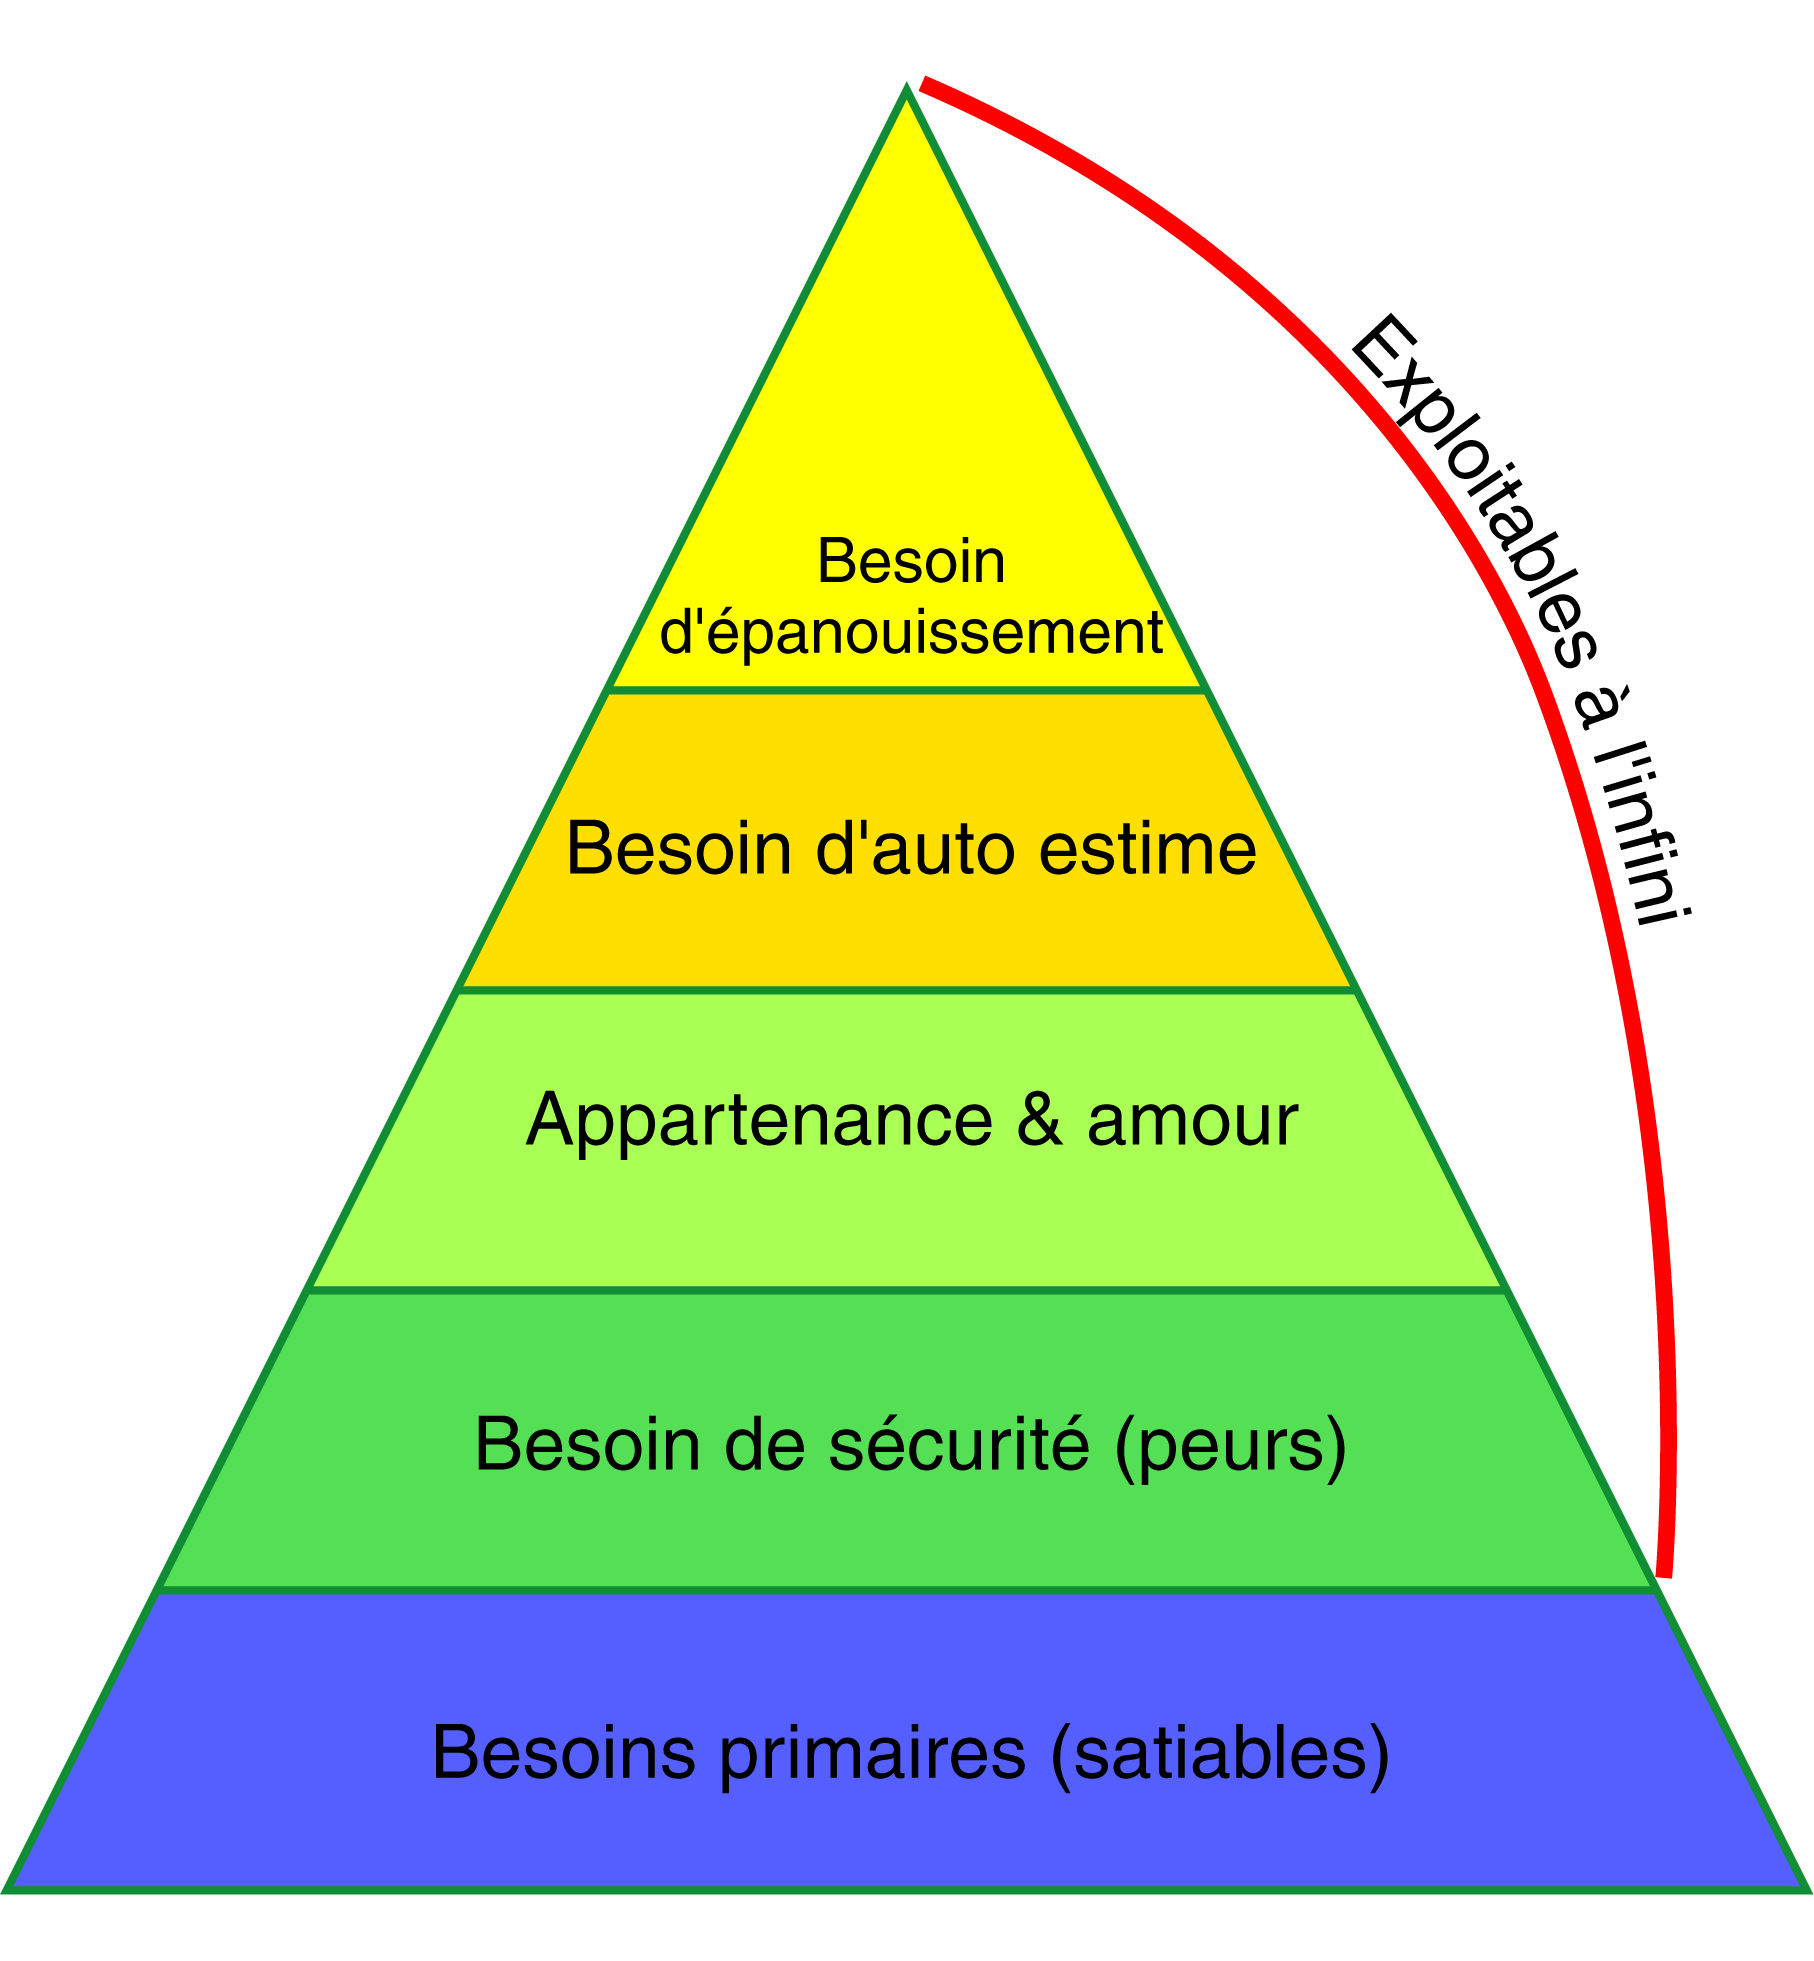 Besoin
d'épanouissement
Exploitables à l'infini
Besoin d'auto estime
Appartenance & amour
Besoin de sécurité (peurs)
Besoins primaires (satiables)